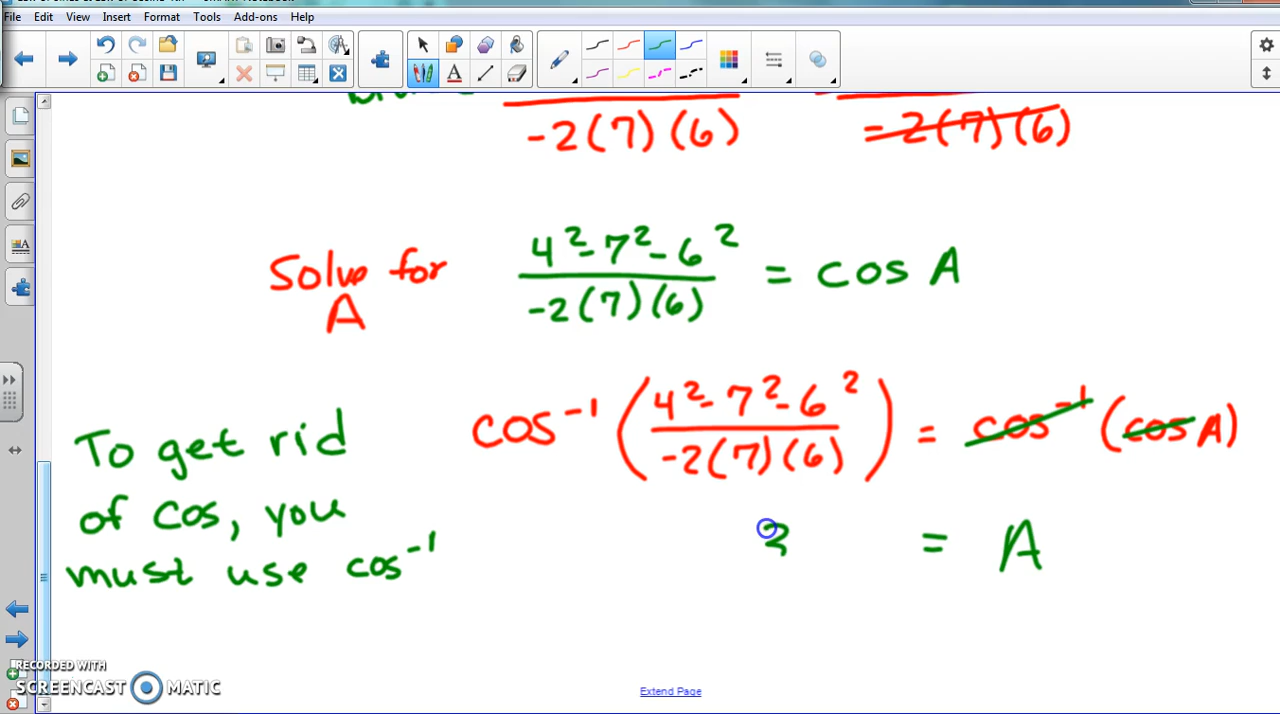 File Edit View Insert Format Tools Add-ons Help
-2(7)(6) = 2(7)(6)
Solve for A
4²-7²-6² / -2(7)(6) = cos A
cos⁻¹ (4²-7²-6² / -2(7)(6)) = cos⁻¹ (cos A)
To get rid
of cos, you
must use cos⁻¹
= A
RECORDED WITH
SCREENCAST MATIC
Extend Page